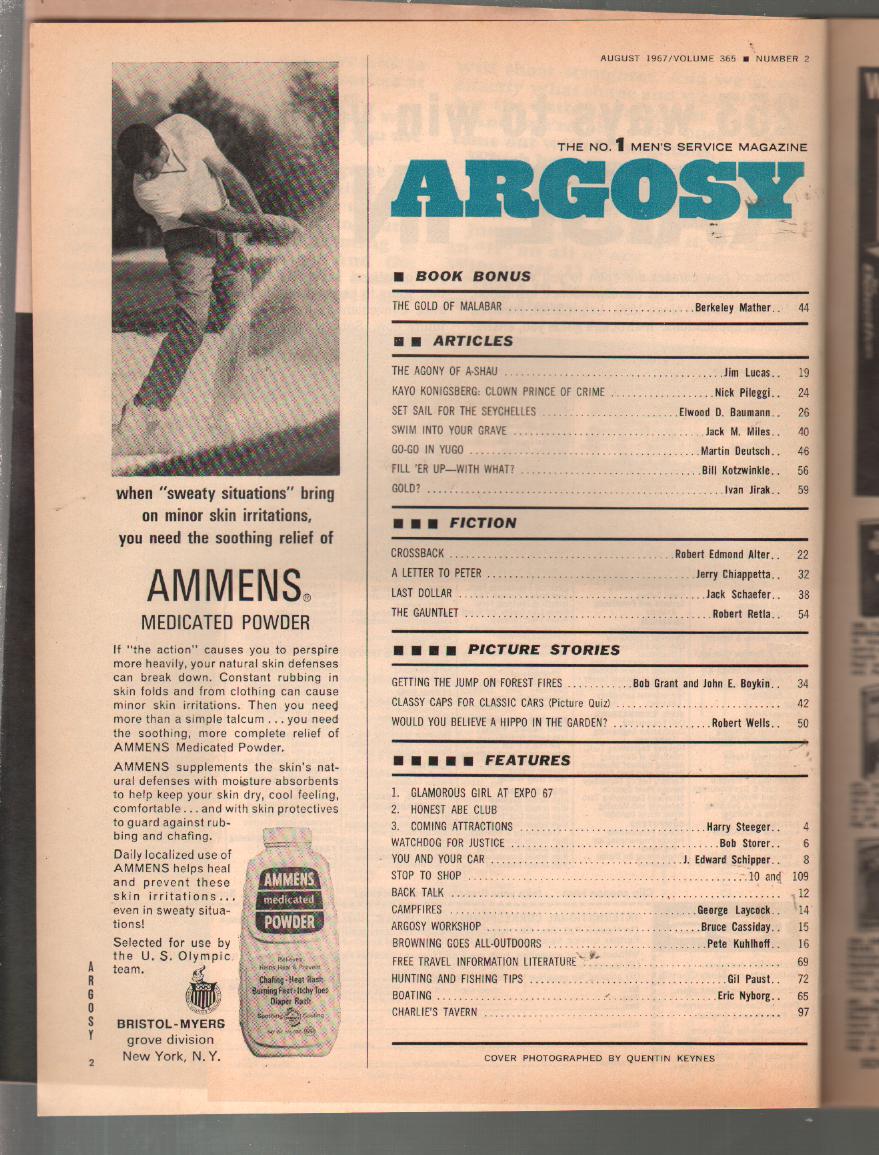 AUGUST 1967/VOLUME 365 ■ NUMBER 2
THE NO. 1 MEN'S SERVICE MAGAZINE
ARGOSY
■ BOOK BONUS
THE GOLD OF MALABAR ................................Berkeley Mather.. 44
■ ■ ARTICLES
THE AGONY OF A-SHAU ......................................Jim Lucas.. 19
KAYO KONIGSBERG: CLOWN PRINCE OF CRIME ..................Nick Pileggi.. 24
SET SAIL FOR THE SEYCHELLES ........................Elwood D. Baumann.. 26
SWIM INTO YOUR GRAVE ..................................Jack M. Miles.. 40
GO-GO IN YUGO ........................................Martin Deutsch.. 46
FILL 'ER UP—WITH WHAT? ...............................Bill Kotzwinkle.. 56
GOLD? ....................................................Ivan Jirak.. 59
■ ■ ■ FICTION
CROSSBACK .......................................Robert Edmond Alter.. 22
A LETTER TO PETER ...................................Jerry Chiappetta.. 32
LAST DOLLAR ..........................................Jack Schaefer.. 38
THE GAUNTLET ..........................................Robert Retla.. 54
■ ■ ■ ■ PICTURE STORIES
GETTING THE JUMP ON FOREST FIRES ...........Bob Grant and John E. Boykin.. 34
CLASSY CAPS FOR CLASSIC CARS (Picture Quiz) ............................ 42
WOULD YOU BELIEVE A HIPPO IN THE GARDEN? .................Robert Wells.. 50
■ ■ ■ ■ ■ FEATURES
1. GLAMOROUS GIRL AT EXPO 67
2. HONEST ABE CLUB
3. COMING ATTRACTIONS ................................Harry Steeger.. 4
WATCHDOG FOR JUSTICE .....................................Bob Storer.. 6
YOU AND YOUR CAR .................................J. Edward Schipper.. 8
STOP TO SHOP .................................................10 and 109
BACK TALK .............................................................. 12
CAMPFIRES ...........................................George Laycock.. 14
ARGOSY WORKSHOP .....................................Bruce Cassiday.. 15
BROWNING GOES ALL-OUTDOORS ............................Pete Kuhlhoff.. 16
FREE TRAVEL INFORMATION LITERATURE ................................... 69
HUNTING AND FISHING TIPS ..................................Gil Paust.. 72
BOATING ................................................Eric Nyborg.. 65
CHARLIE'S TAVERN ..................................................... 97
COVER PHOTOGRAPHED BY QUENTIN KEYNES
when "sweaty situations" bring
on minor skin irritations,
you need the soothing relief of
AMMENS®
MEDICATED POWDER
If "the action" causes you to perspire
more heavily, your natural skin defenses
can break down. Constant rubbing in
skin folds and from clothing can cause
minor skin irritations. Then you need
more than a simple talcum . . . you need
the soothing, more complete relief of
AMMENS Medicated Powder.
AMMENS supplements the skin's nat-
ural defenses with moisture absorbents
to help keep your skin dry, cool feeling,
comfortable . . . and with skin protectives
to guard against rub-
bing and chafing.
Daily localized use of
AMMENS helps heal
and prevent these
skin irritations . . .
even in sweaty situa-
tions!
Selected for use by
the U. S. Olympic
team.
BRISTOL-MYERS
grove division
New York, N. Y.
AMMENS
medicated
POWDER
Relieves
Helps Heal & Prevent
Chafing • Heat Rash
Burning Feet • Itchy Toes
Diaper Rash
Soothing Cooling
ARGOSY
2